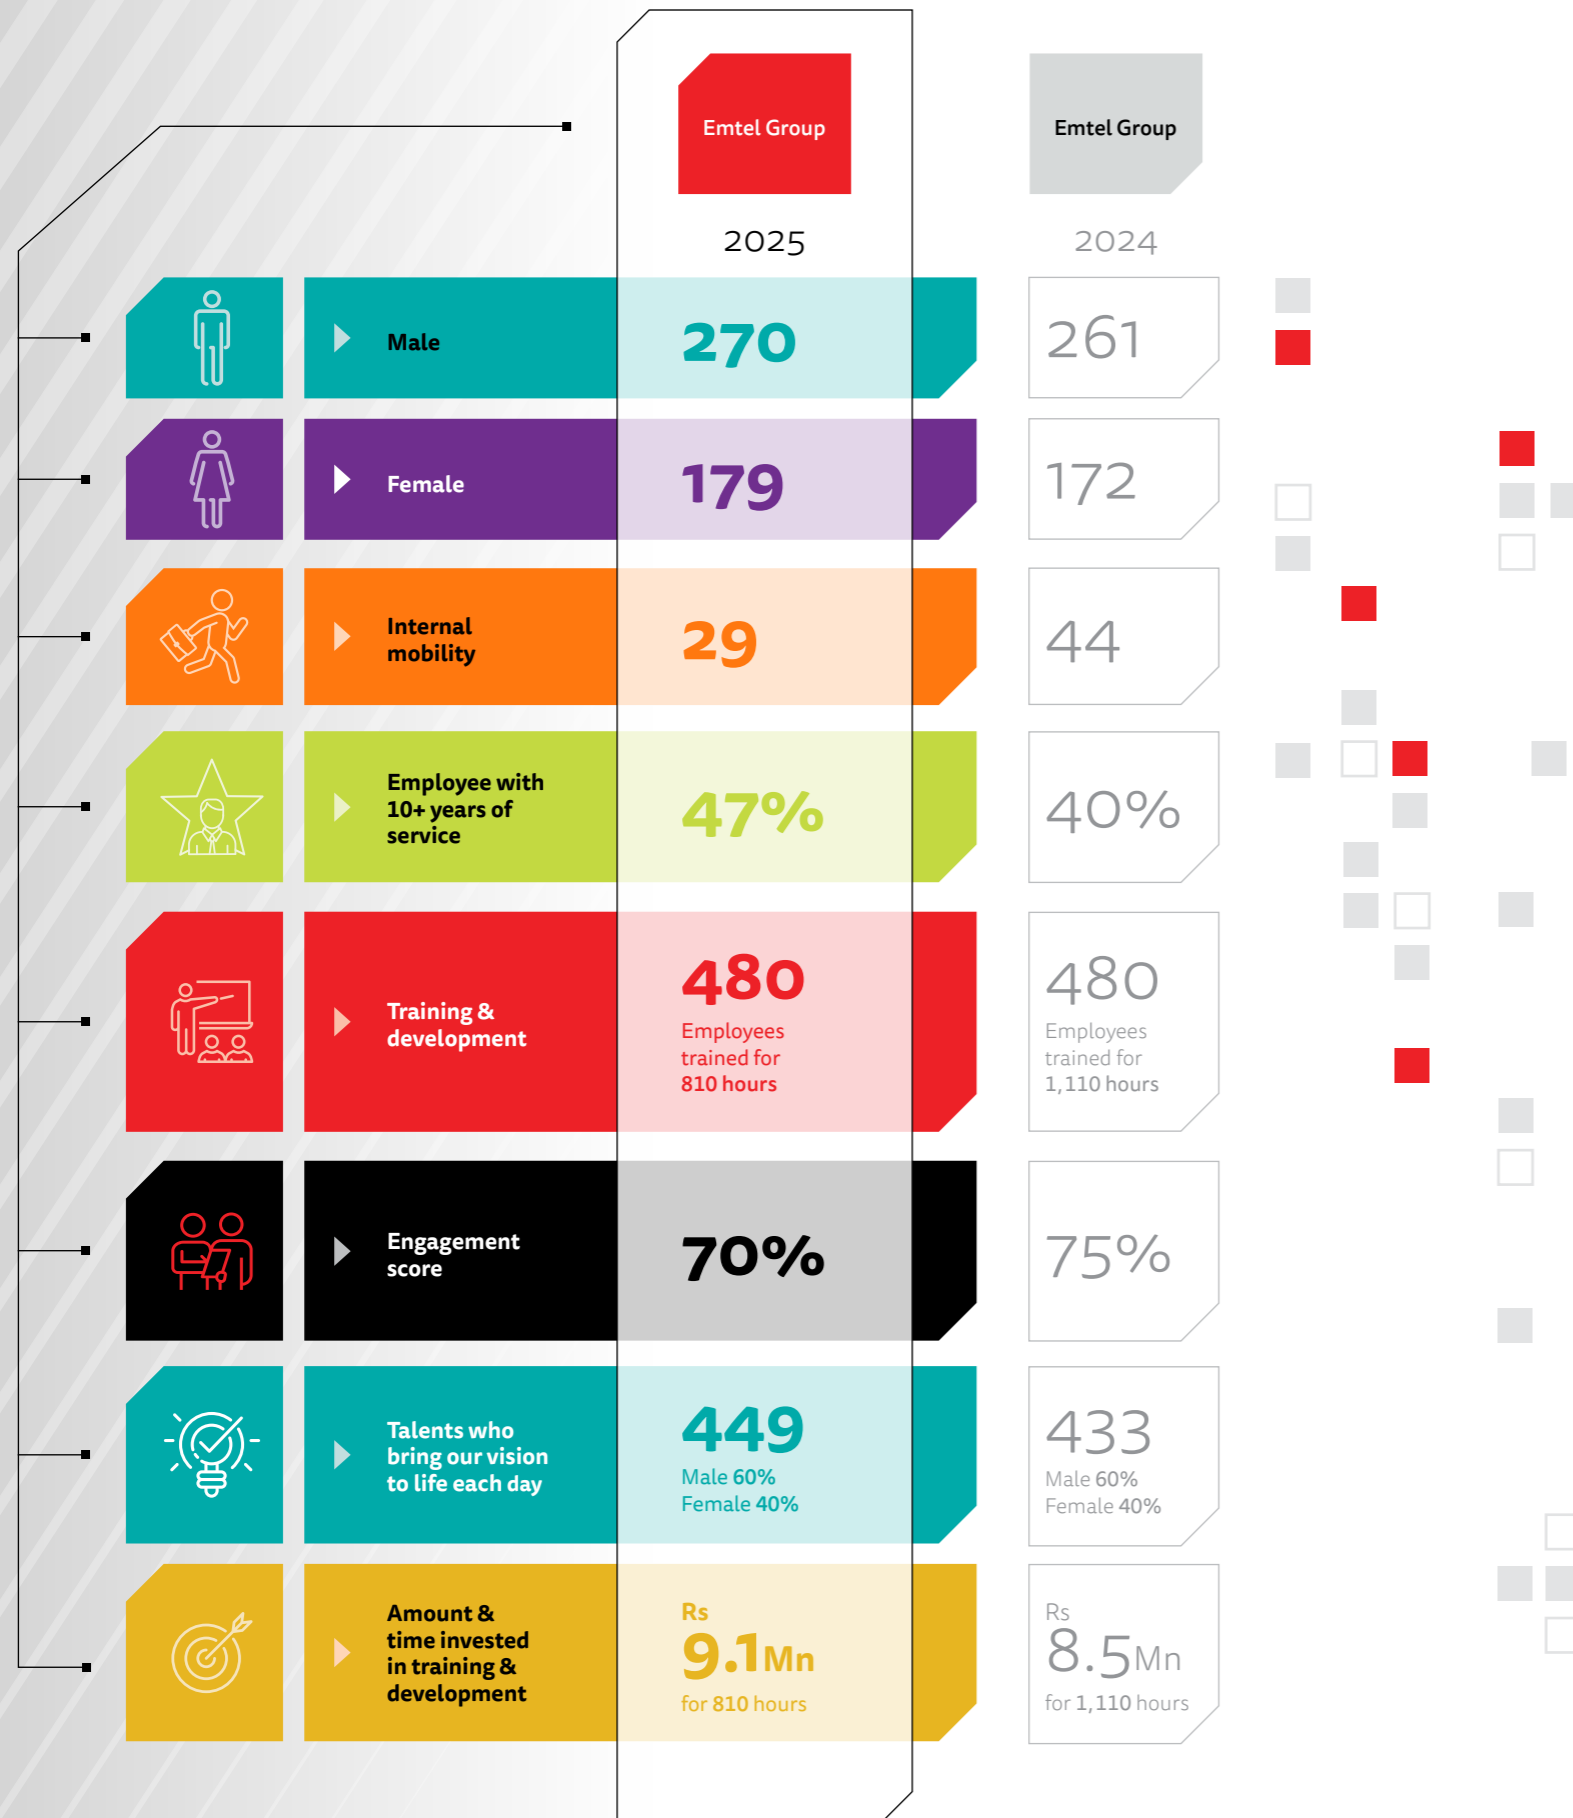 Emtel Group
Emtel Group
2025
2024
Male
270
261
Female
179
172
Internal
mobility
29
44
Employee with
10+ years of
service
47%
40%
Training &
development
480
Employees
trained for
810 hours
480
Employees
trained for
1,110 hours
Engagement
score
70%
75%
Talents who
bring our vision
to life each day
449
Male 60%
Female 40%
433
Male 60%
Female 40%
Amount &
time invested
in training &
development
Rs
9.1Mn
for 810 hours
Rs
8.5Mn
for 1,110 hours